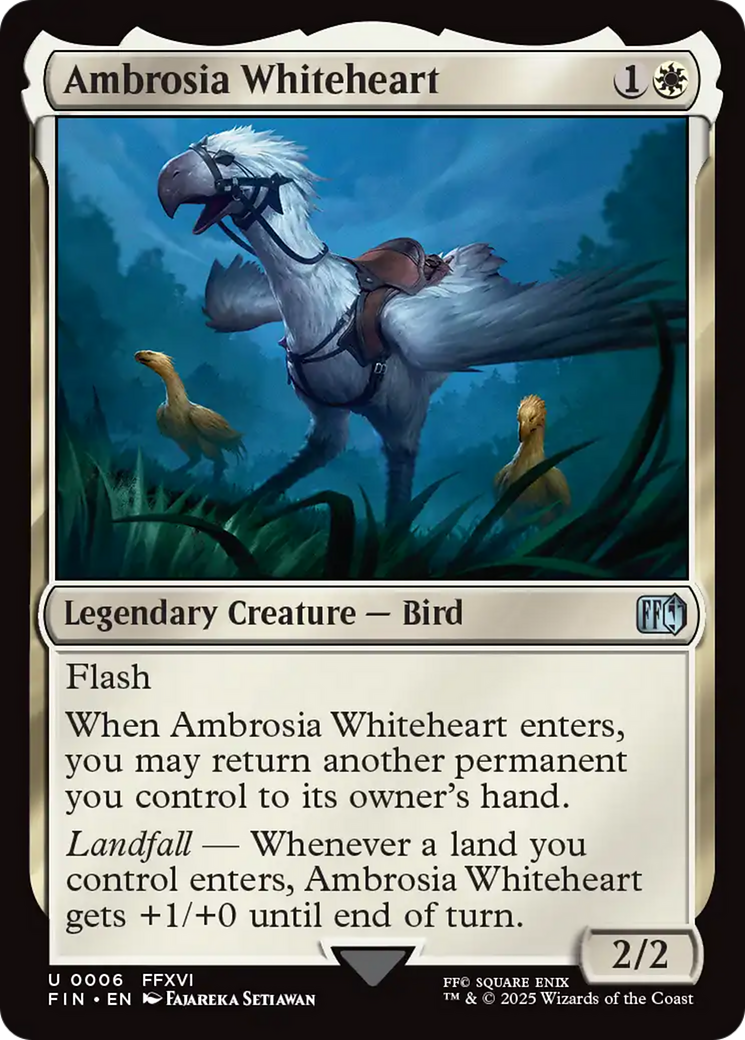 Ambrosia Whiteheart 1
Legendary Creature — Bird FF
Flash
When Ambrosia Whiteheart enters,
you may return another permanent
you control to its owner's hand.
Landfall — Whenever a land you
control enters, Ambrosia Whiteheart
gets +1/+0 until end of turn.
2/2
U 0006 FFXVI
FIN • EN Fajareka Setiawan
FF© SQUARE ENIX
™ & © 2025 Wizards of the Coast